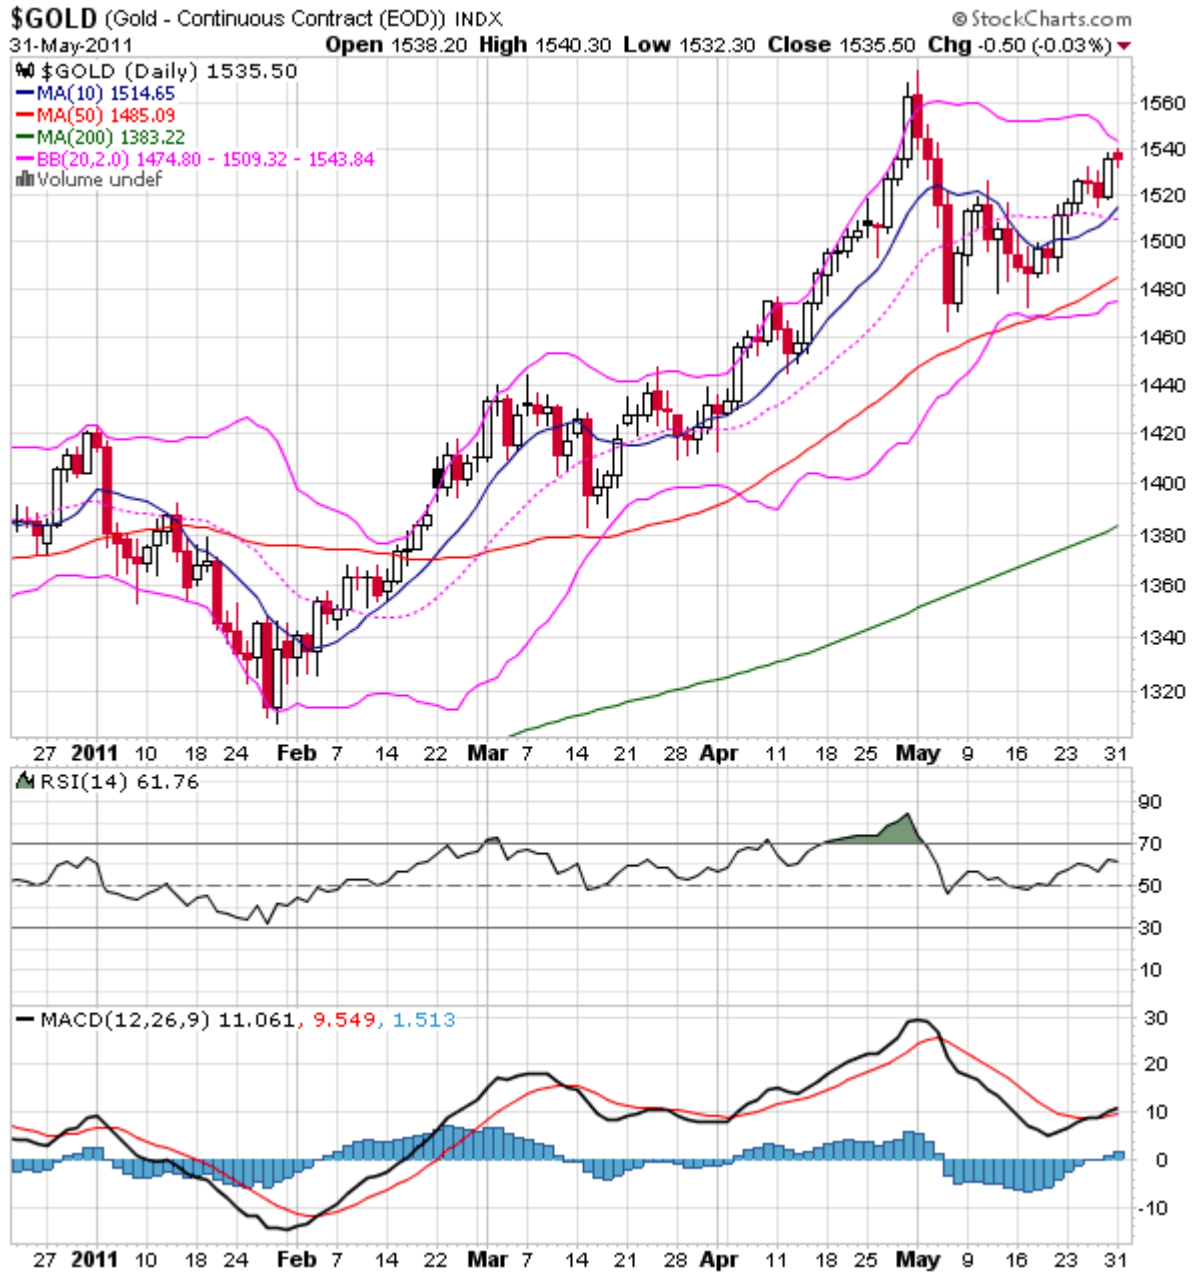 $GOLD (Gold - Continuous Contract (EOD)) INDX © StockCharts.com
31-May-2011 Open 1538.20 High 1540.30 Low 1532.30 Close 1535.50 Chg -0.50 (-0.03%)
$GOLD (Daily) 1535.50
MA(10) 1514.65
MA(50) 1485.09
MA(200) 1383.22
BB(20,2.0) 1474.80 - 1509.32 - 1543.84
Volume undef
1560
1540
1520
1500
1480
1460
1440
1420
1400
1380
1360
1340
1320
27 2011 10 18 24 Feb 7 14 22 Mar 7 14 21 28 Apr 11 18 25 May 9 16 23 31
RSI(14) 61.76
90
70
50
30
10
MACD(12,26,9) 11.061, 9.549, 1.513
30
20
10
0
-10
27 2011 10 18 24 Feb 7 14 22 Mar 7 14 21 28 Apr 11 18 25 May 9 16 23 31